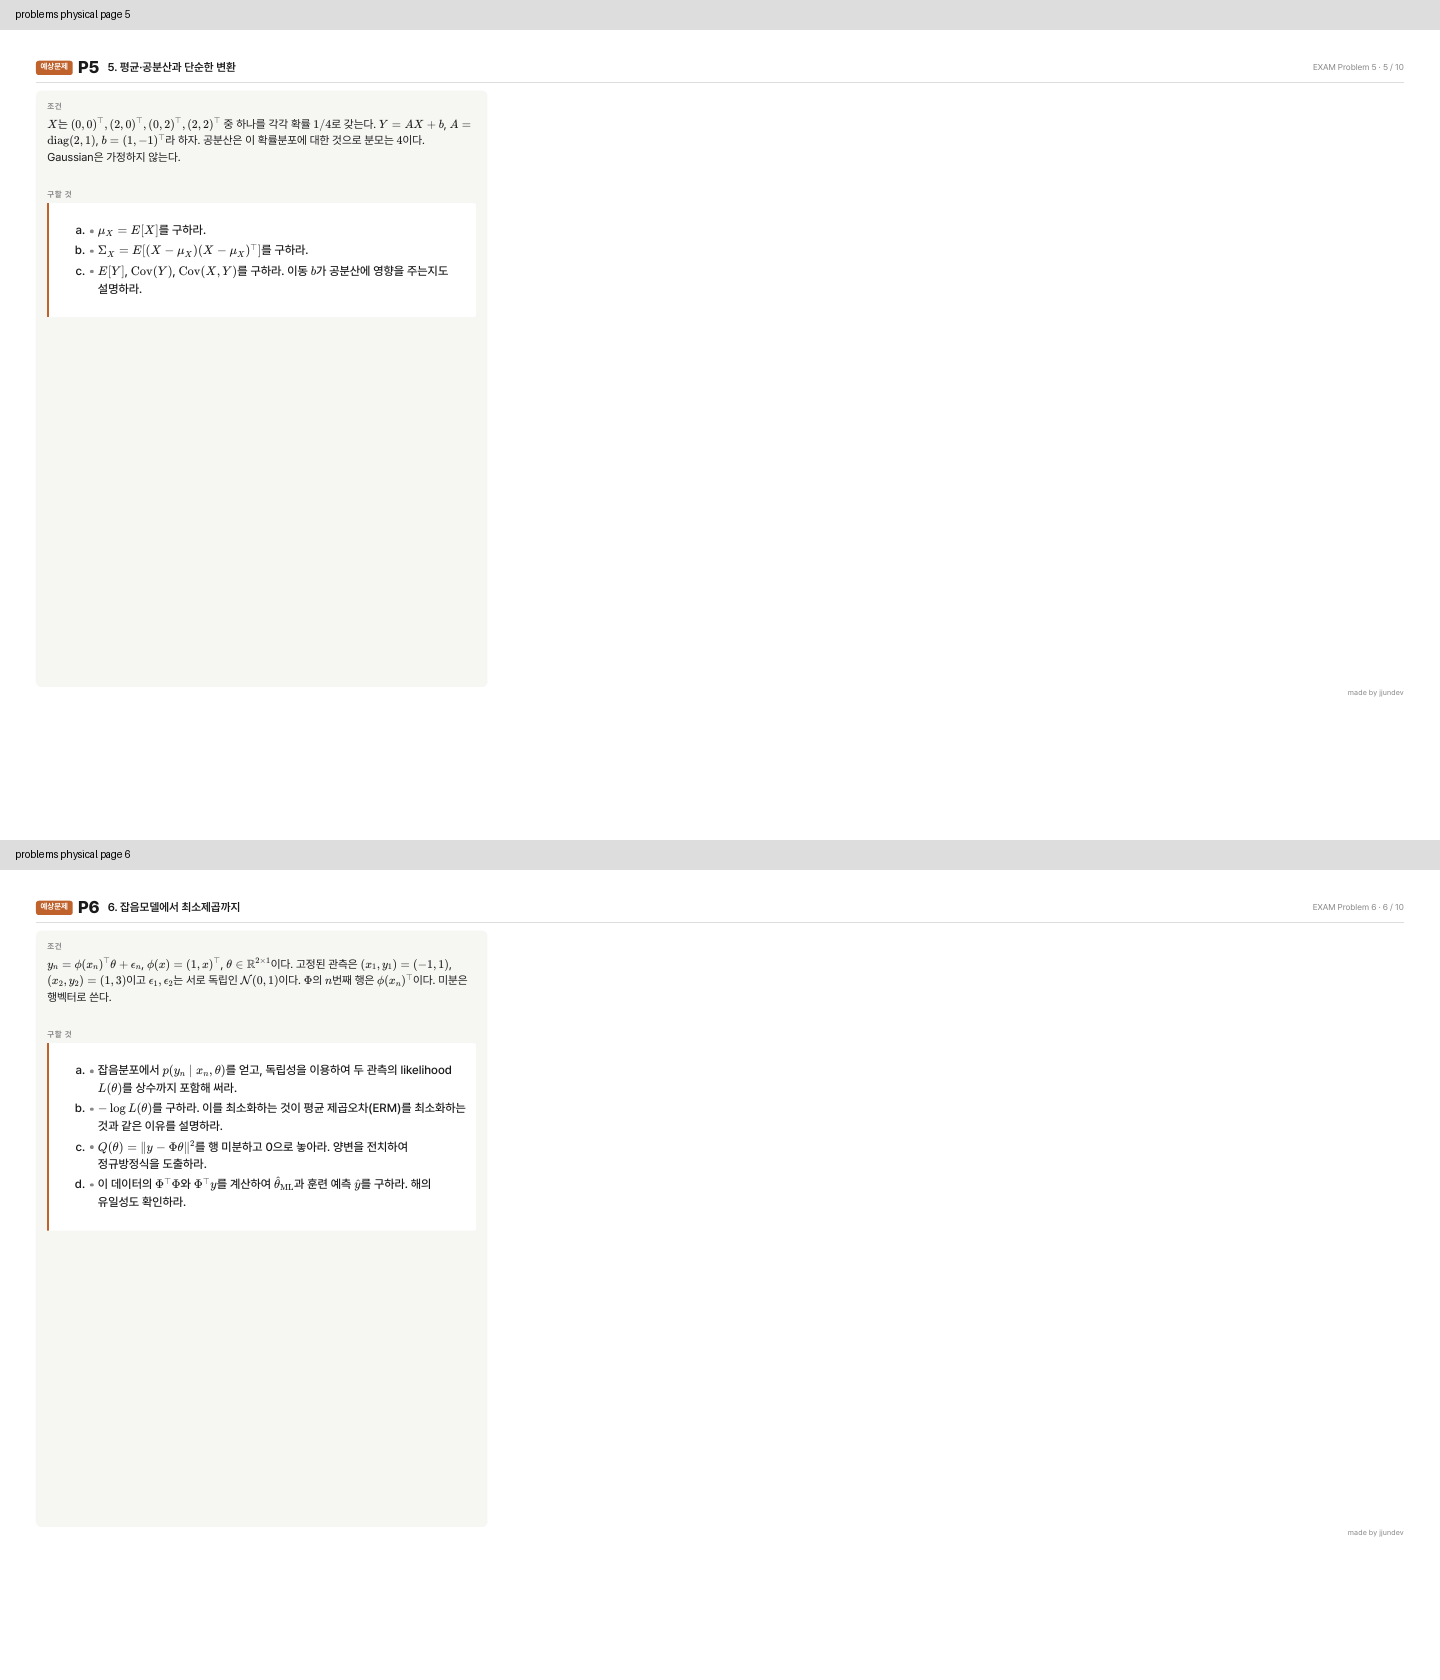 problems physical page 5
예상문제 P5 5. 평균·공분산과 단순한 변환
EXAM Problem 5 · 5 / 10
조건
X는 (0, 0)⊤, (2, 0)⊤, (0, 2)⊤, (2, 2)⊤ 중 하나를 각각 확률 1/4로 갖는다. Y = AX + b, A =
diag(2, 1), b = (1, −1)⊤라 하자. 공분산은 이 확률분포에 대한 것으로 분모는 4이다.
Gaussian은 가정하지 않는다.
구할 것
a. • μ_X = E[X]를 구하라.
b. • Σ_X = E[(X − μ_X)(X − μ_X)⊤]를 구하라.
c. • E[Y], Cov(Y), Cov(X, Y)를 구하라. 이동 b가 공분산에 영향을 주는지도
설명하라.
made by jjundev
problems physical page 6
예상문제 P6 6. 잡음모델에서 최소제곱까지
EXAM Problem 6 · 6 / 10
조건
y_n = ϕ(x_n)⊤θ + ϵ_n, ϕ(x) = (1, x)⊤, θ ∈ ℝ^{2×1}이다. 고정된 관측은 (x_1, y_1) = (−1, 1),
(x_2, y_2) = (1, 3)이고 ϵ_1, ϵ_2는 서로 독립인 𝒩(0, 1)이다. Φ의 n번째 행은 ϕ(x_n)⊤이다. 미분은
행벡터로 쓴다.
구할 것
a. • 잡음분포에서 p(y_n | x_n, θ)를 얻고, 독립성을 이용하여 두 관측의 likelihood
L(θ)를 상수까지 포함해 써라.
b. • − log L(θ)를 구하라. 이를 최소화하는 것이 평균 제곱오차(ERM)를 최소화하는
것과 같은 이유를 설명하라.
c. • Q(θ) = ‖y − Φθ‖²를 행 미분하고 0으로 놓아라. 양변을 전치하여
정규방정식을 도출하라.
d. • 이 데이터의 Φ⊤Φ와 Φ⊤y를 계산하여 θ̂_ML과 훈련 예측 ŷ를 구하라. 해의
유일성도 확인하라.
made by jjundev